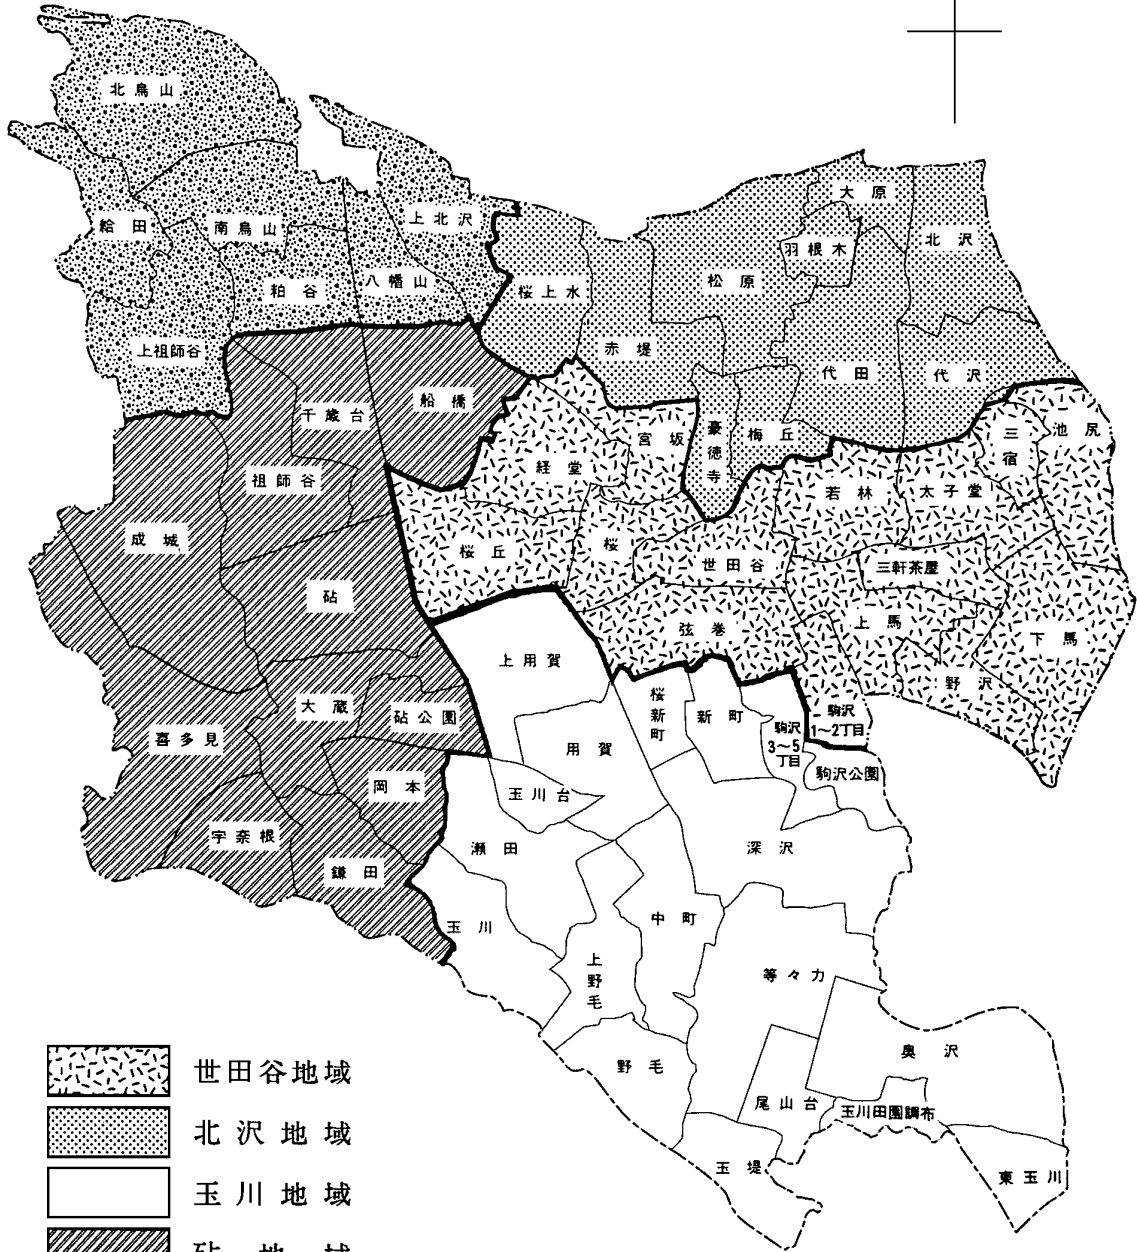 北烏山
給田
南烏山
上北沢
粕谷
八幡山
上祖師谷
桜上水
松原
大原
羽根木
北沢
赤堤
代田
代沢
豪徳寺
梅丘
千歳台
船橋
祖師谷
成城
砧
大蔵
砧公園
喜多見
岡本
宇奈根
鎌田
宮坂
経堂
桜丘
桜
世田谷
若林
太子堂
三宿
池尻
三軒茶屋
弦巻
上馬
下馬
野沢
駒沢
1〜2丁目
上用賀
桜新町
新町
駒沢
3〜5
丁目
駒沢公園
用賀
玉川台
瀬田
深沢
玉川
中町
上野毛
等々力
野毛
奥沢
尾山台
玉川田園調布
玉堤
東玉川
世田谷地域
北沢地域
玉川地域
砧地域